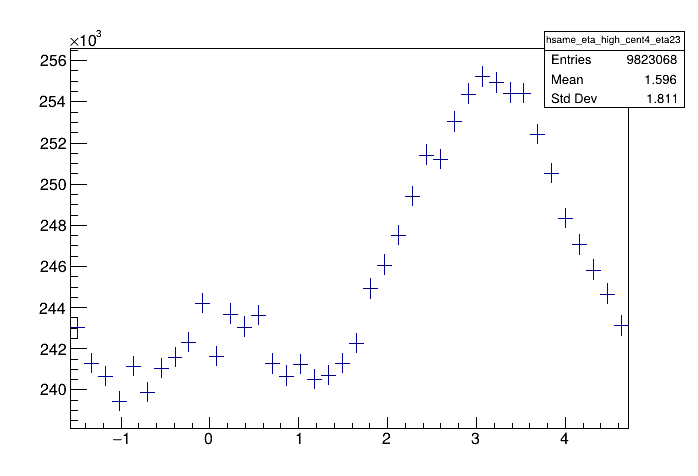 ×10³
hsame_eta_high_cent4_eta23
Entries 9823068
Mean 1.596
Std Dev 1.811
256
254
252
250
248
246
244
242
240
−1 0 1 2 3 4